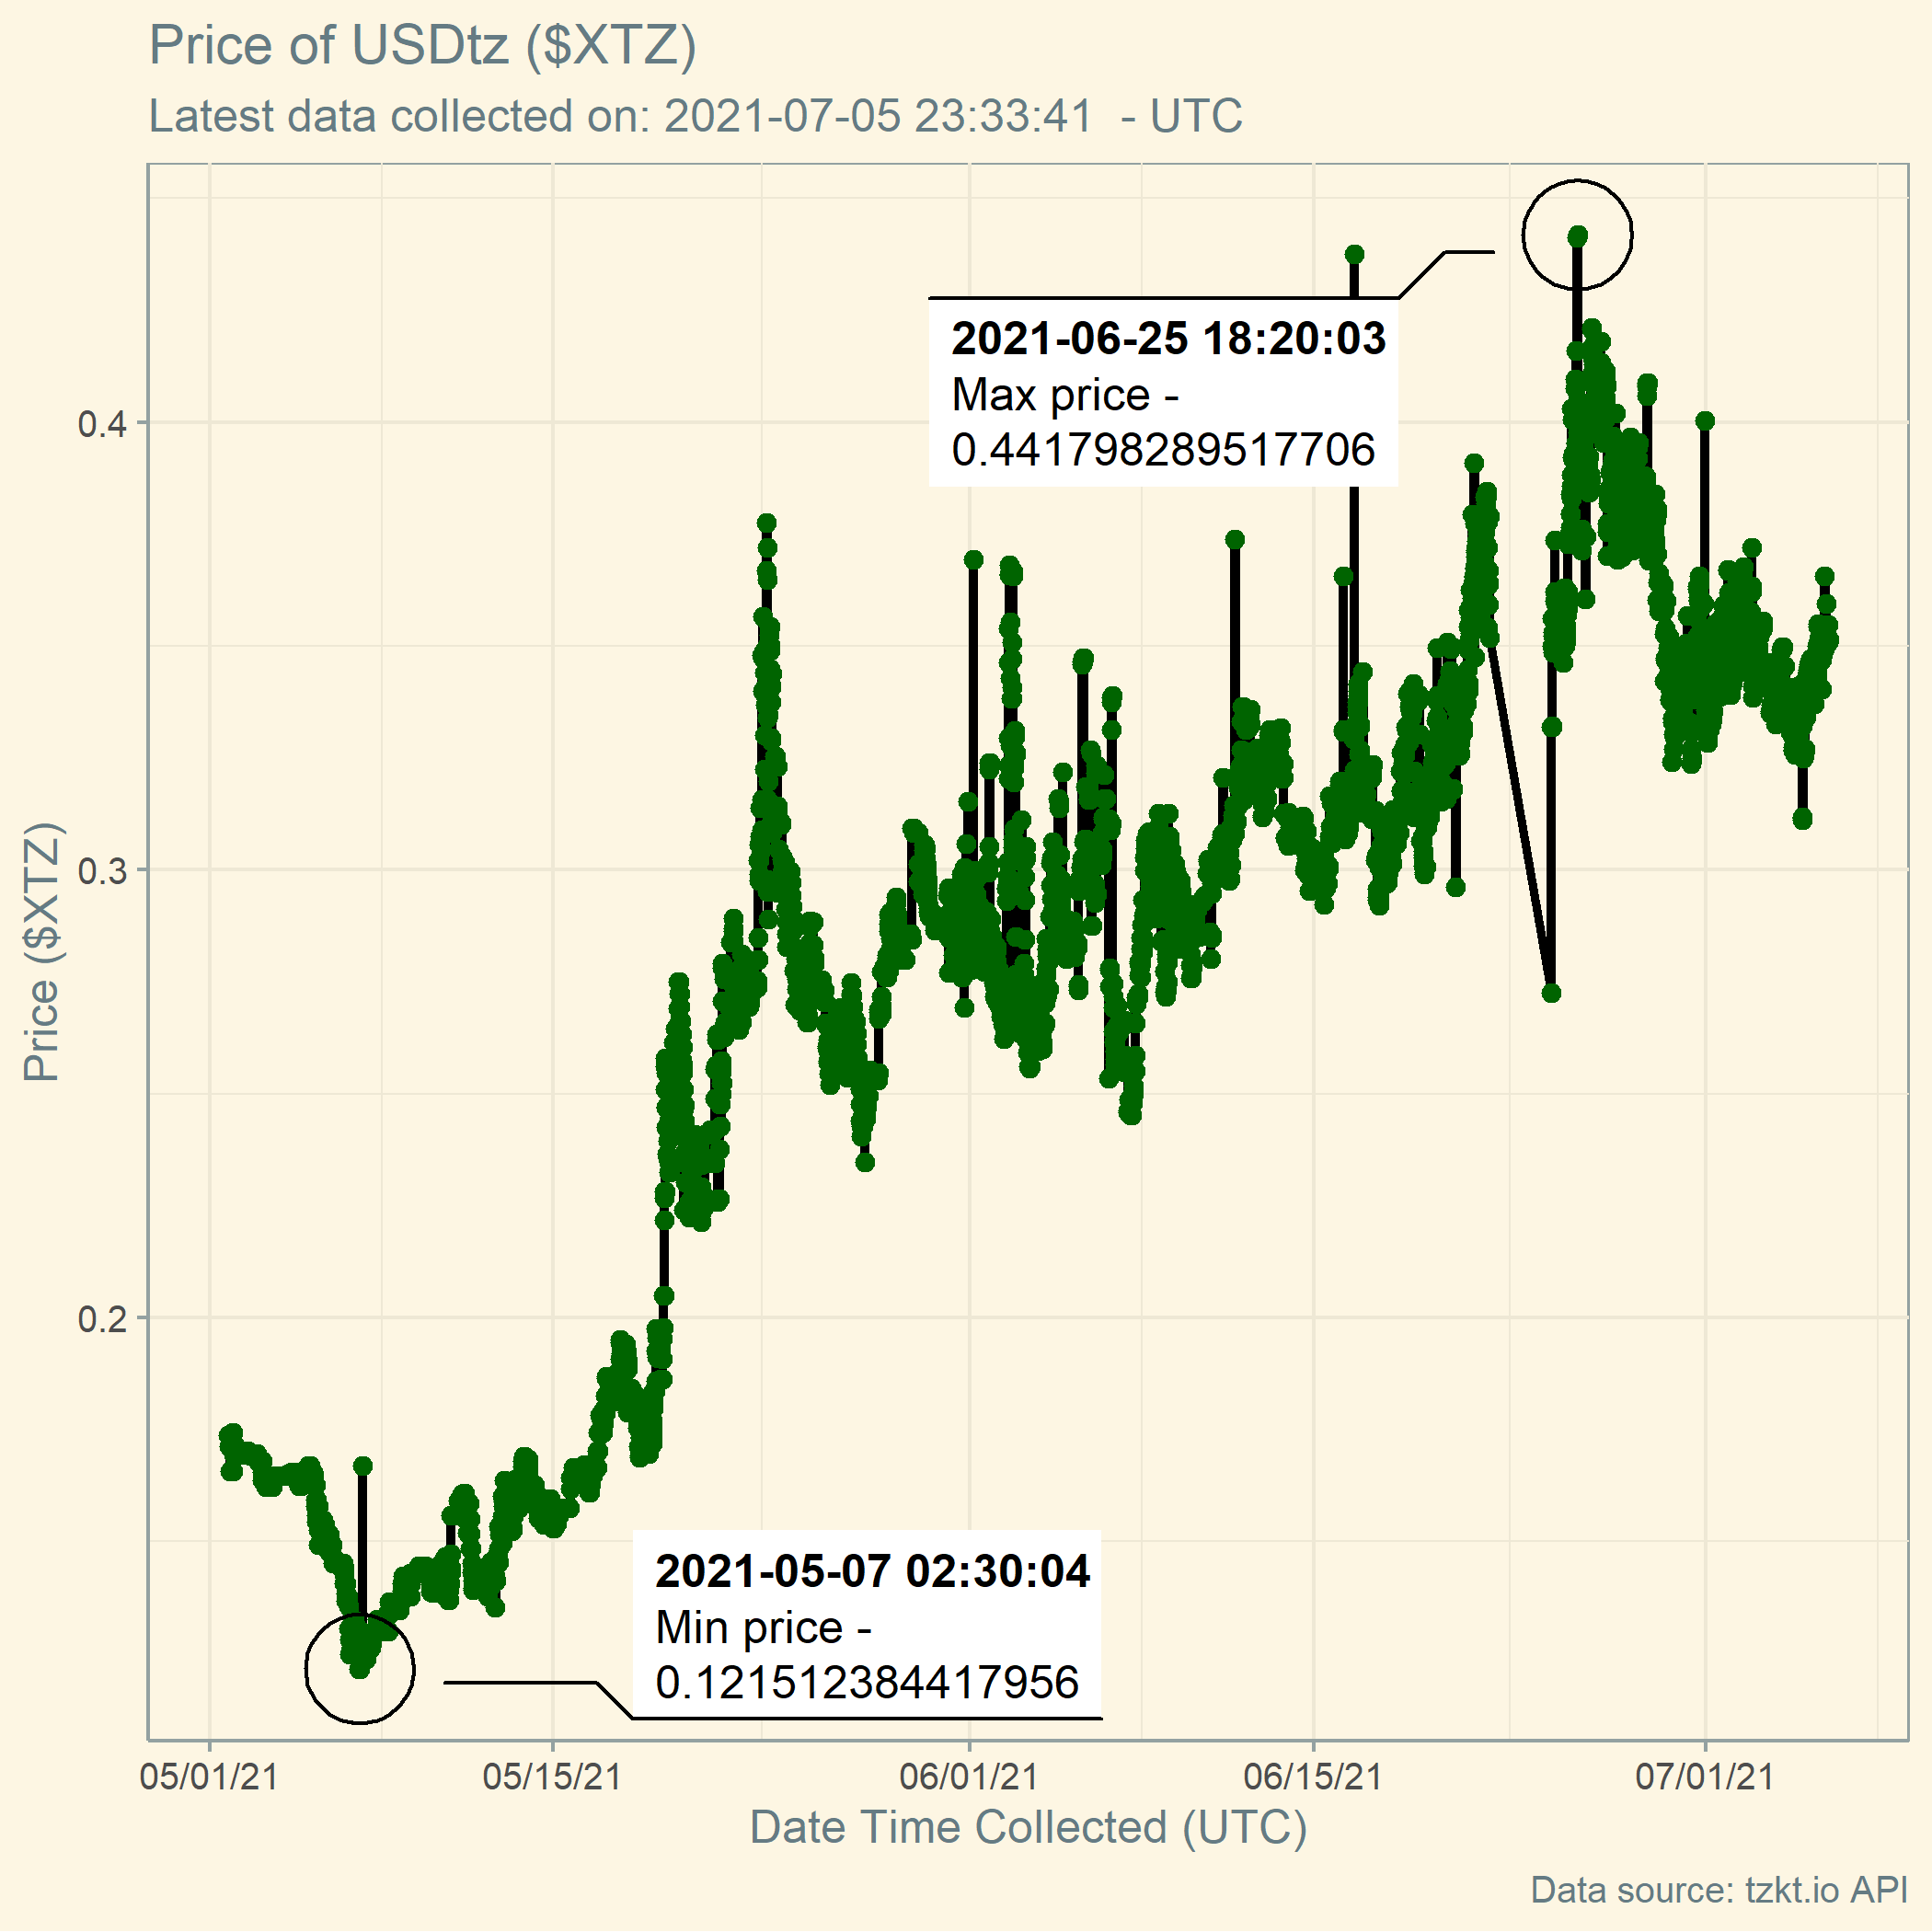 Price of USDtz ($XTZ)
Latest data collected on: 2021-07-05 23:33:41  - UTC
2021-06-25 18:20:03
Max price -
0.441798289517706
0.4
0.3
0.2
Price ($XTZ)
2021-05-07 02:30:04
Min price -
0.121512384417956
05/01/21
05/15/21
06/01/21
06/15/21
07/01/21
Date Time Collected (UTC)
Data source: tzkt.io API